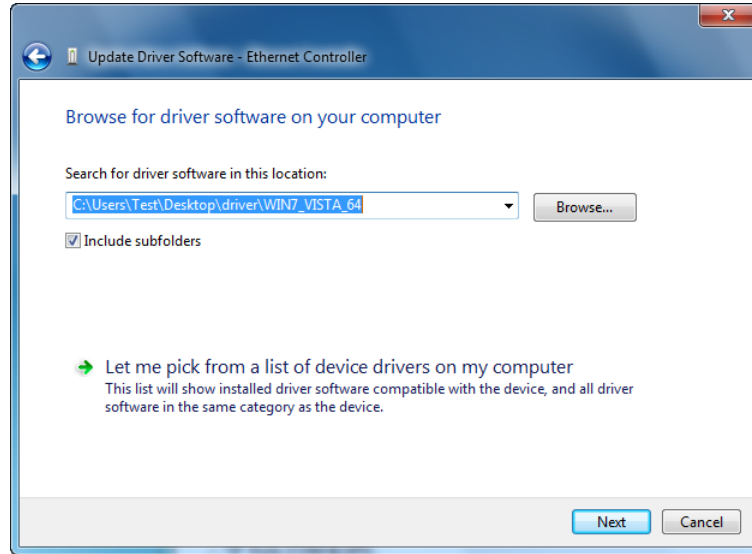 Update Driver Software - Ethernet Controller
Browse for driver software on your computer
Search for driver software in this location:
C:\Users\Test\Desktop\driver\WIN7_VISTA_64
Browse...
Include subfolders
Let me pick from a list of device drivers on my computer
This list will show installed driver software compatible with the device, and all driver
software in the same category as the device.
Next
Cancel